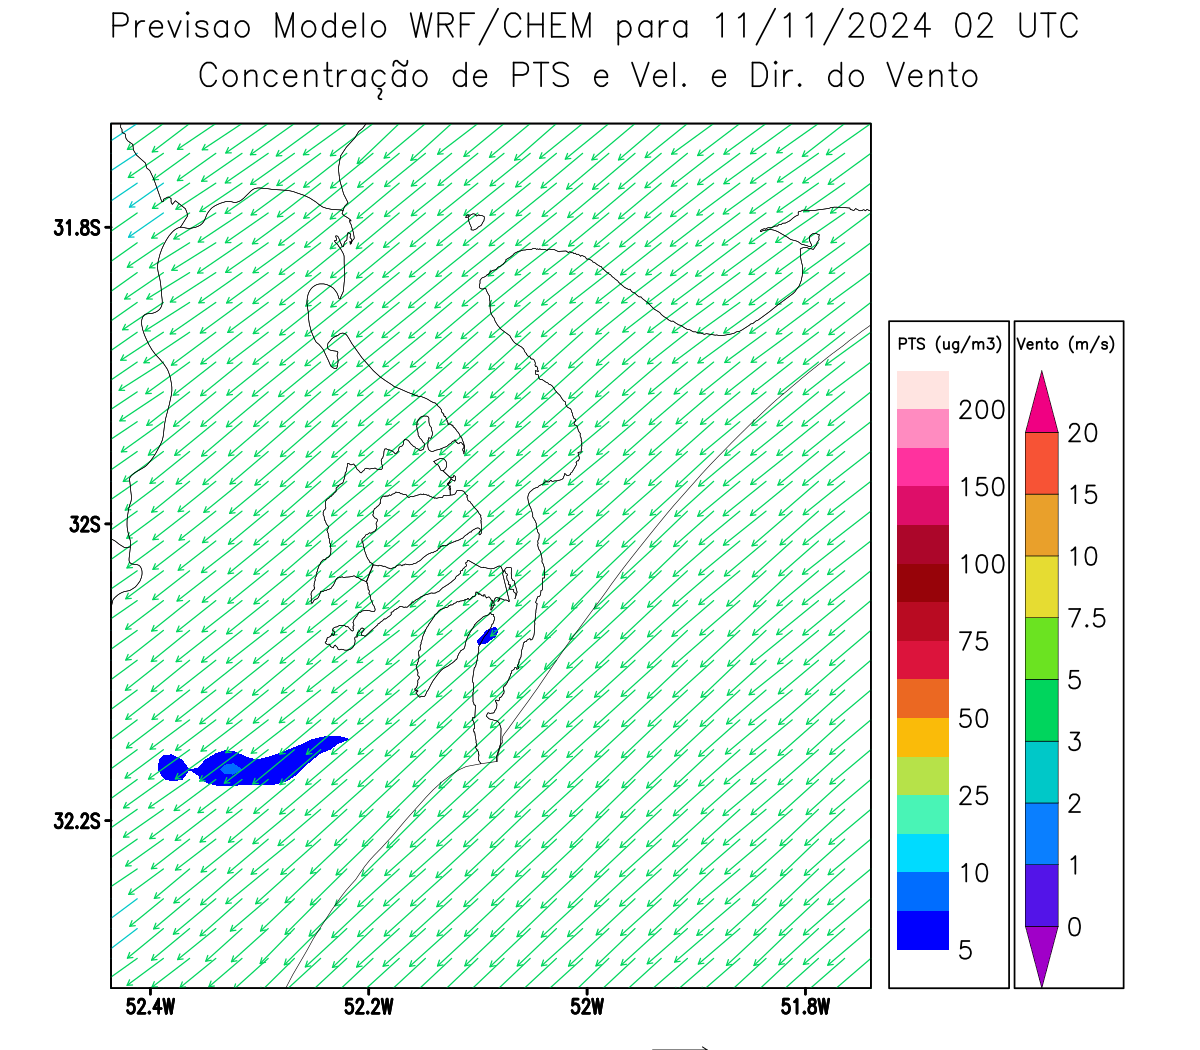 Previsao Modelo WRF/CHEM para 11/11/2024 02 UTC
Concentração de PTS e Vel. e Dir. do Vento
31.8S
32S
32.2S
52.4W 52.2W 52W 51.8W
PTS (ug/m3)
200
150
100
75
50
25
10
5
Vento (m/s)
20
15
10
7.5
5
3
2
1
0